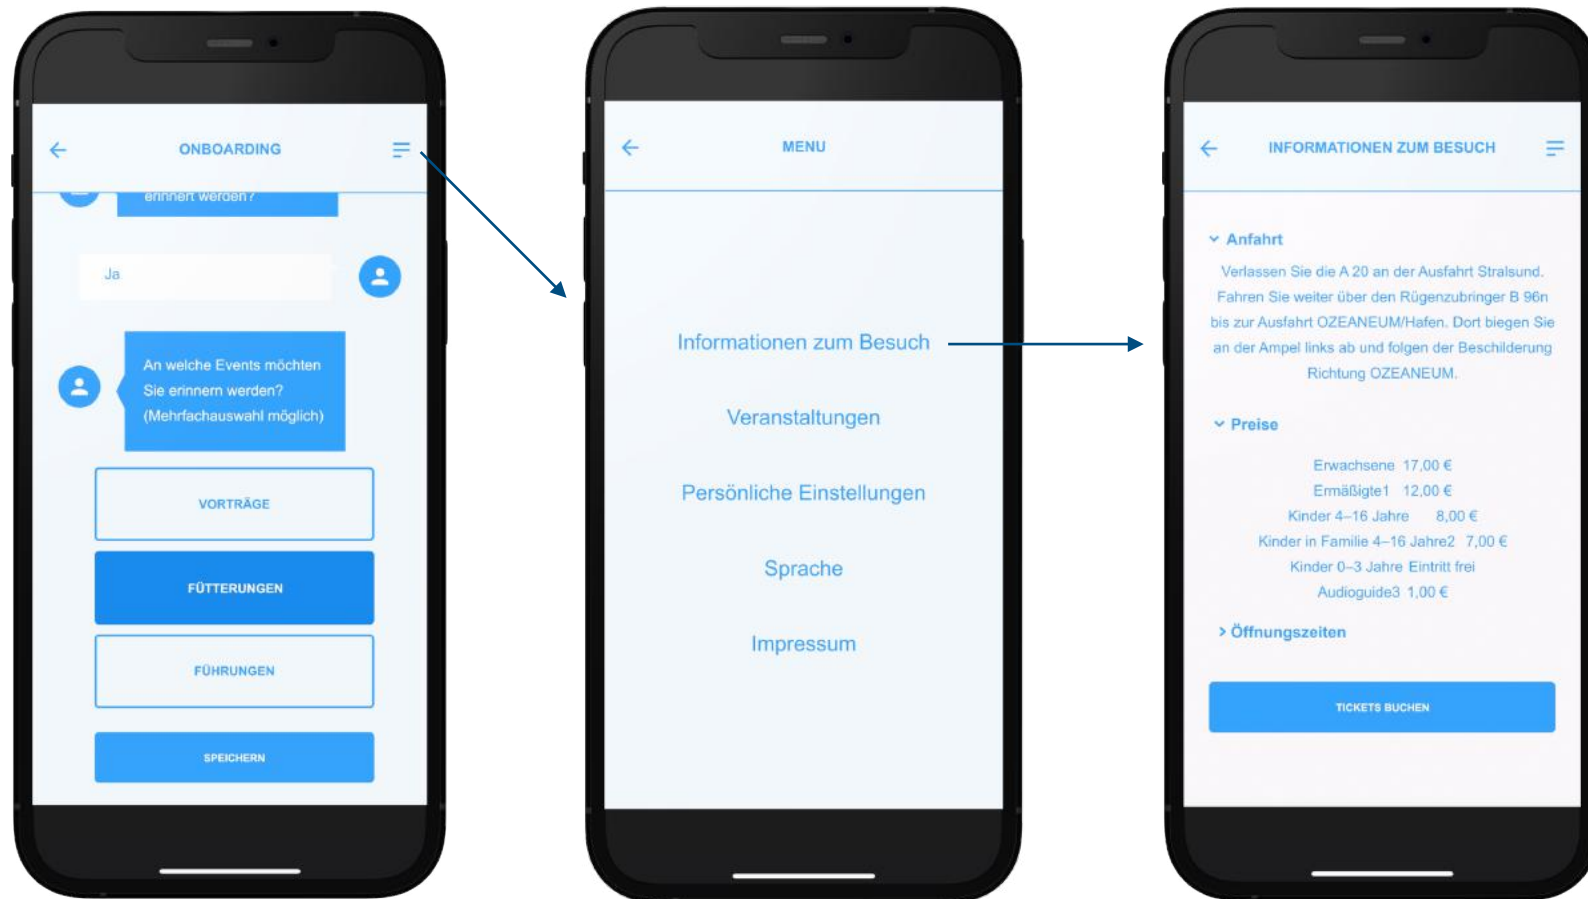 ONBOARDING
erinnert werden?
Ja
An welche Events möchten
Sie erinnern werden?
(Mehrfachauswahl möglich)
VORTRÄGE
FÜTTERUNGEN
FÜHRUNGEN
SPEICHERN
MENU
Informationen zum Besuch
Veranstaltungen
Persönliche Einstellungen
Sprache
Impressum
INFORMATIONEN ZUM BESUCH
Anfahrt
Verlassen Sie die A 20 an der Ausfahrt Stralsund.
Fahren Sie weiter über den Rügenzubringer B 96n
bis zur Ausfahrt OZEANEUM/Hafen. Dort biegen Sie
an der Ampel links ab und folgen der Beschilderung
Richtung OZEANEUM.
Preise
Erwachsene 17,00 €
Ermäßigte1 12,00 €
Kinder 4–16 Jahre 8,00 €
Kinder in Familie 4–16 Jahre2 7,00 €
Kinder 0–3 Jahre Eintritt frei
Audioguide3 1,00 €
Öffnungszeiten
TICKETS BUCHEN